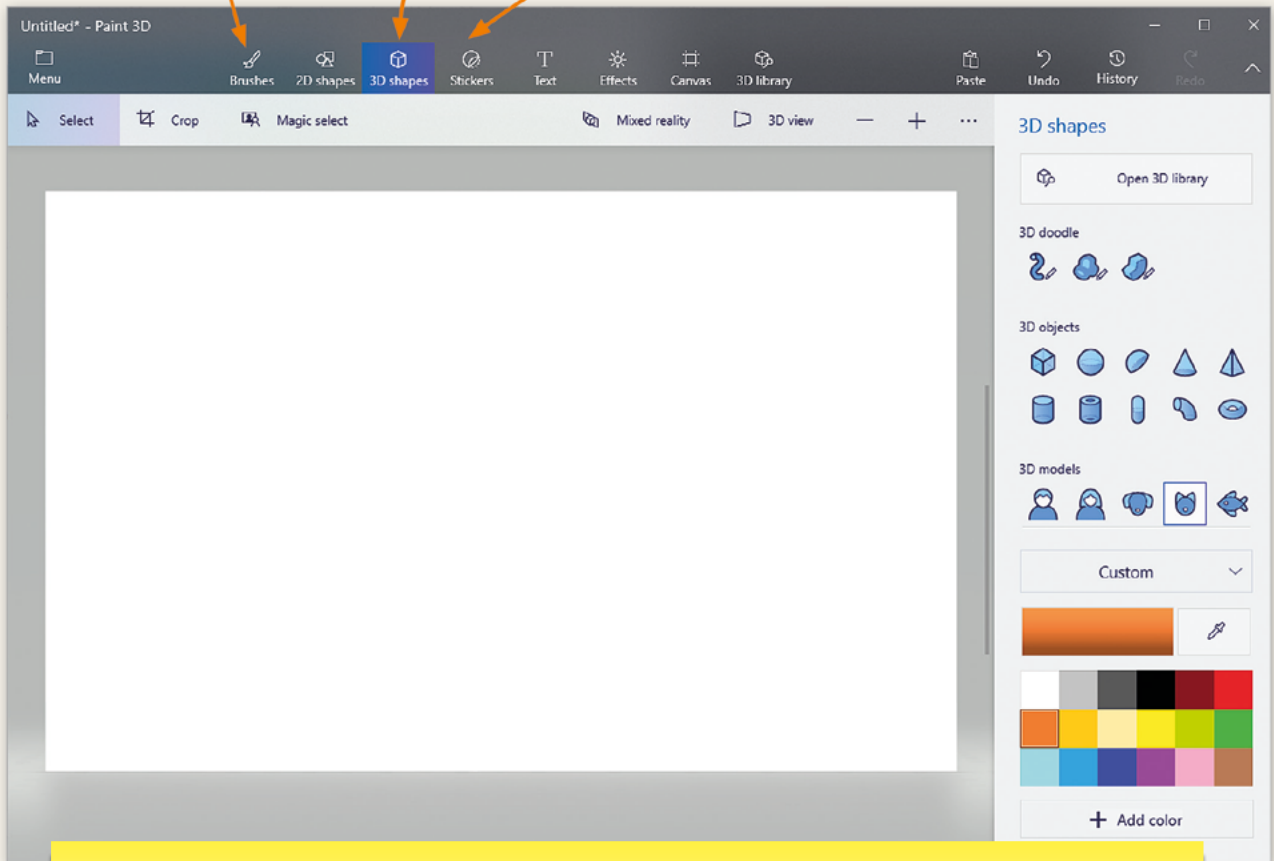 Untitled* - Paint 3D
Menu
Brushes
2D shapes
3D shapes
Stickers
Text
Effects
Canvas
3D library
Paste
Undo
History
Redo
Select
Crop
Magic select
Mixed reality
3D view
3D shapes
Open 3D library
3D doodle
3D objects
3D models
Custom
Add color